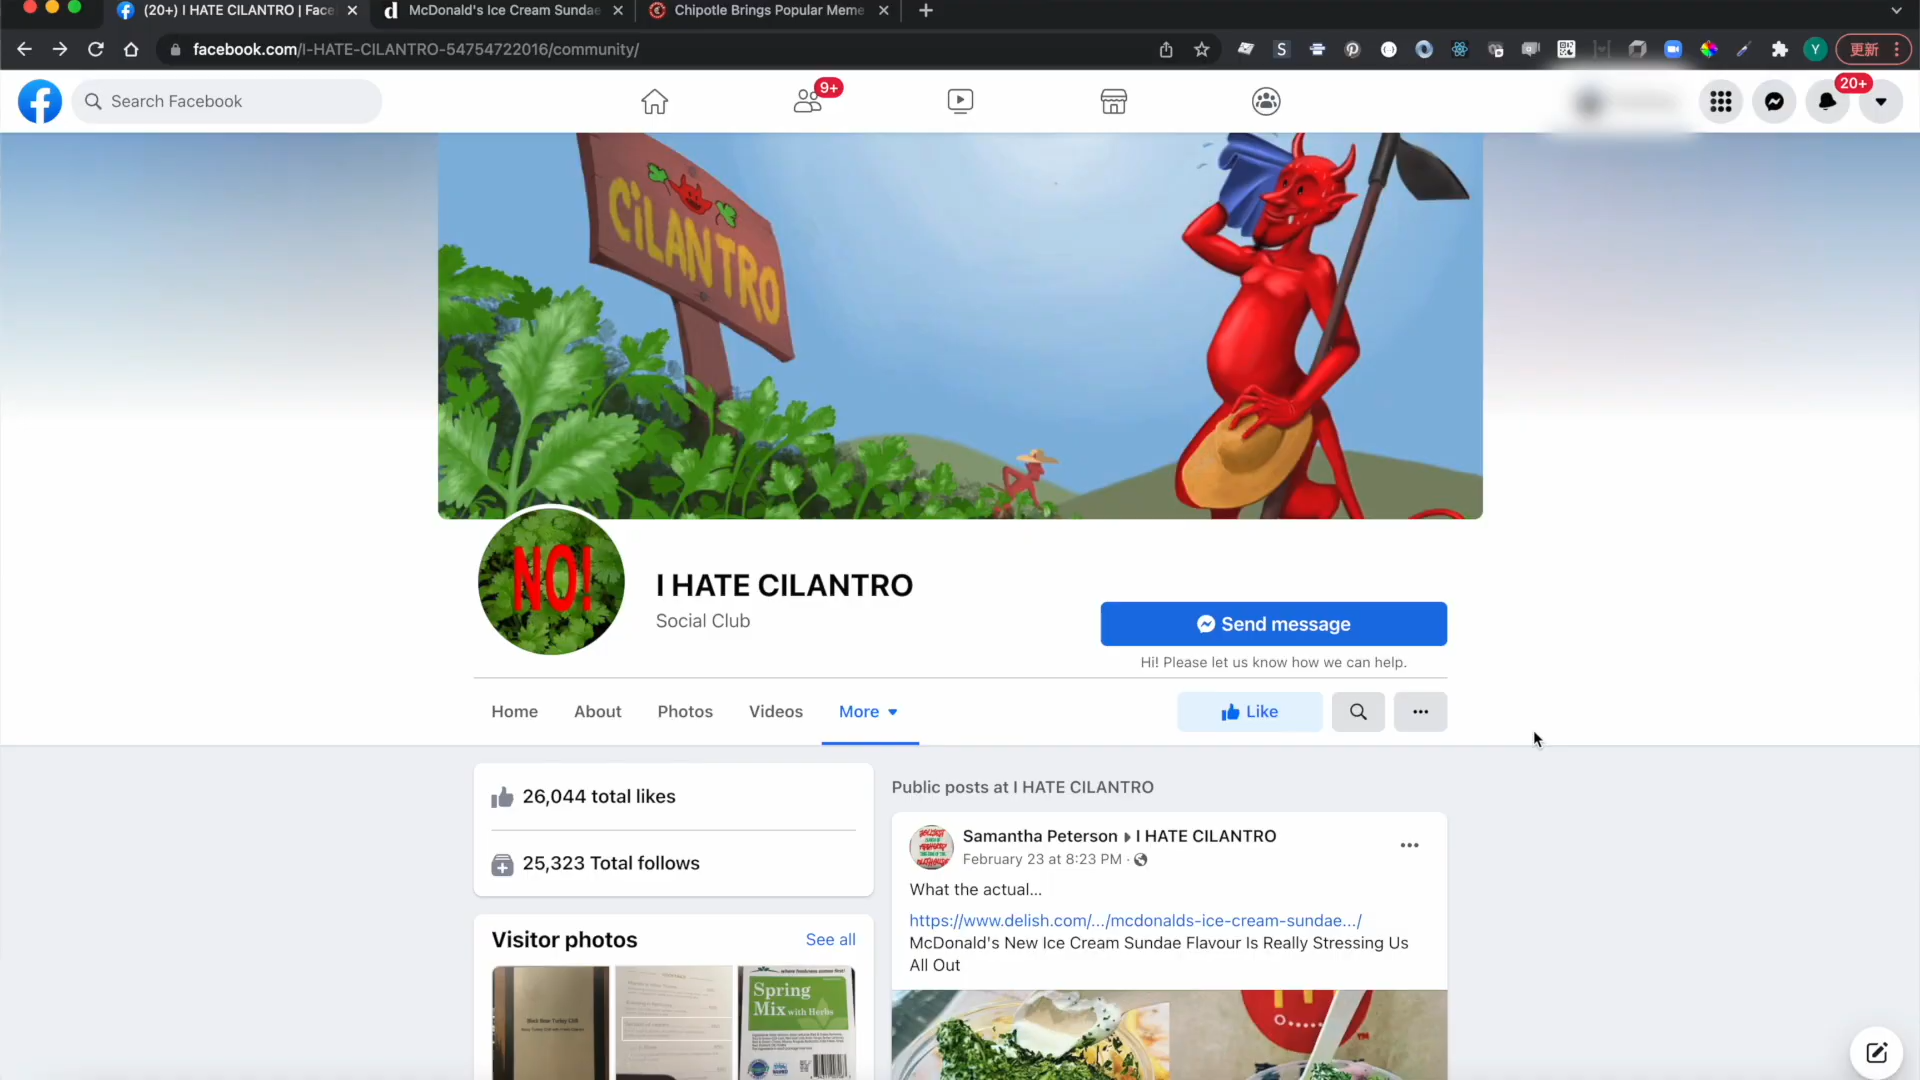 (20+) I HATE CILANTRO | Face
McDonald's Ice Cream Sundae
Chipotle Brings Popular Meme
facebook.com/I-HATE-CILANTRO-54754722016/community/
S
Y
更新
Search Facebook
9+
20+
CiLANTRO
NO!
I HATE CILANTRO
Social Club
Send message
Hi! Please let us know how we can help.
Home
About
Photos
Videos
More
Like
26,044 total likes
25,323 Total follows
Visitor photos
See all
where freshness comes first!
Spring
Mix with Herbs
Public posts at I HATE CILANTRO
Samantha Peterson ▸ I HATE CILANTRO
February 23 at 8:23 PM ·
What the actual...
https://www.delish.com/.../mcdonalds-ice-cream-sundae.../
McDonald's New Ice Cream Sundae Flavour Is Really Stressing Us
All Out